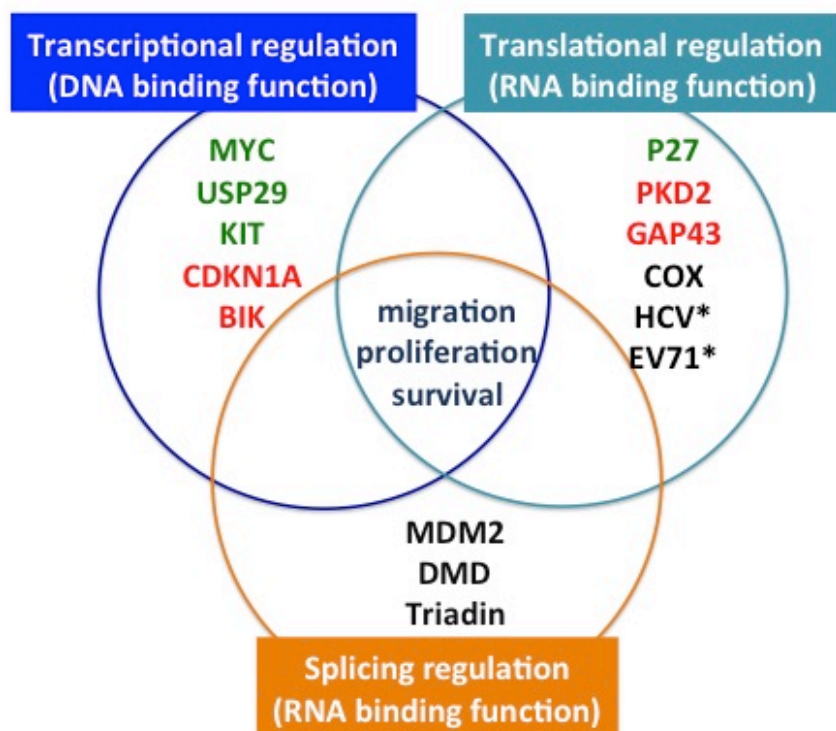 Transcriptional regulation
(DNA binding function)
Translational regulation
(RNA binding function)
MYC
USP29
KIT
CDKN1A
BIK
P27
PKD2
GAP43
COX
HCV*
EV71*
migration
proliferation
survival
MDM2
DMD
Triadin
Splicing regulation
(RNA binding function)